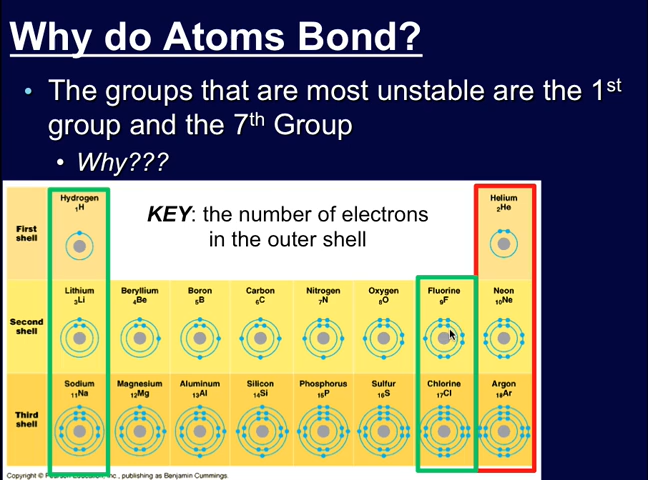 Why do Atoms Bond?
• The groups that are most unstable are the 1st
group and the 7th Group
• Why???
KEY: the number of electrons
in the outer shell
First
shell
Hydrogen
1H
Helium
2He
Second
shell
Lithium
3Li
Beryllium
4Be
Boron
5B
Carbon
6C
Nitrogen
7N
Oxygen
8O
Fluorine
9F
Neon
10Ne
Third
shell
Sodium
11Na
Magnesium
12Mg
Aluminum
13Al
Silicon
14Si
Phosphorus
15P
Sulfur
16S
Chlorine
17Cl
Argon
18Ar
Copyright © Education, Inc., publishing as Benjamin Cummings.